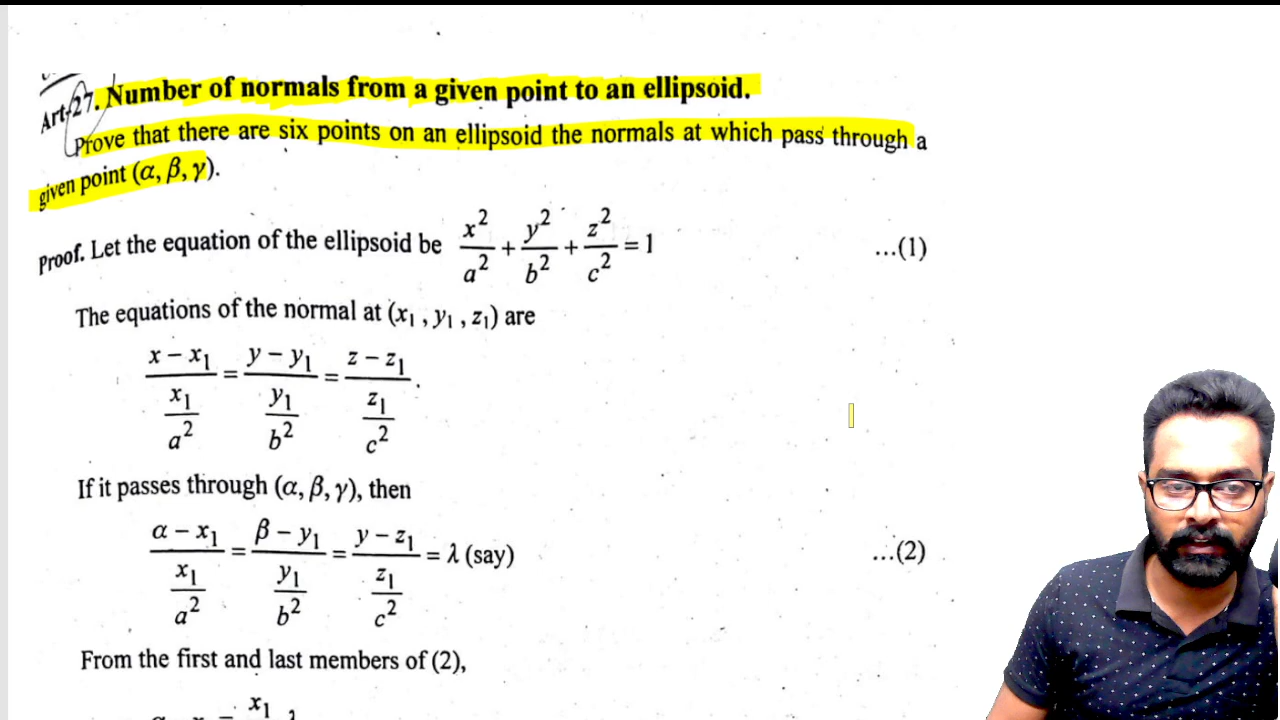 Art-27. Number of normals from a given point to an ellipsoid.
Prove that there are six points on an ellipsoid the normals at which pass through a
given point (α, β, γ).
Proof. Let the equation of the ellipsoid be x²/a² + y²/b² + z²/c² = 1 ...(1)
The equations of the normal at (x₁, y₁, z₁) are
(x − x₁)/(x₁/a²) = (y − y₁)/(y₁/b²) = (z − z₁)/(z₁/c²).
If it passes through (α, β, γ), then
(α − x₁)/(x₁/a²) = (β − y₁)/(y₁/b²) = (y − z₁)/(z₁/c²) = λ (say) ...(2)
From the first and last members of (2),